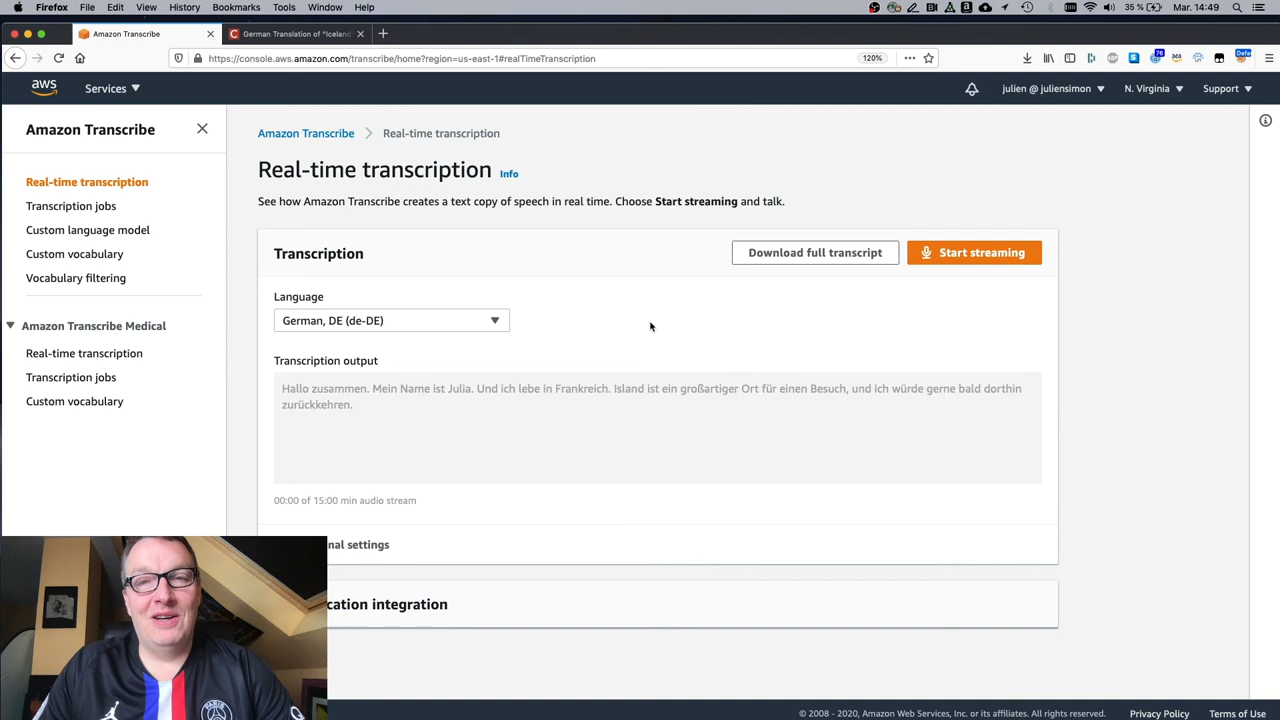 Firefox File Edit View History Bookmarks Tools Window Help 35 % Mar. 14:49
Amazon Transcribe
German Translation of "Iceland
https://console.aws.amazon.com/transcribe/home?region=us-east-1#realTimeTranscription 120%
aws Services julien @ juliensimon N. Virginia Support
Amazon Transcribe
Real-time transcription
Transcription jobs
Custom language model
Custom vocabulary
Vocabulary filtering
Amazon Transcribe Medical
Real-time transcription
Transcription jobs
Custom vocabulary
Amazon Transcribe Real-time transcription
Real-time transcription Info
See how Amazon Transcribe creates a text copy of speech in real time. Choose Start streaming and talk.
Transcription Download full transcript Start streaming
Language
German, DE (de-DE)
Transcription output
Hallo zusammen. Mein Name ist Julia. Und ich lebe in Frankreich. Island ist ein großartiger Ort für einen Besuch, und ich würde gerne bald dorthin
zurückkehren.
00:00 of 15:00 min audio stream
nal settings
cation integration
PARIS
© 2008 - 2020, Amazon Web Services, Inc. or its affiliates. All rights reserved. Privacy Policy Terms of Use